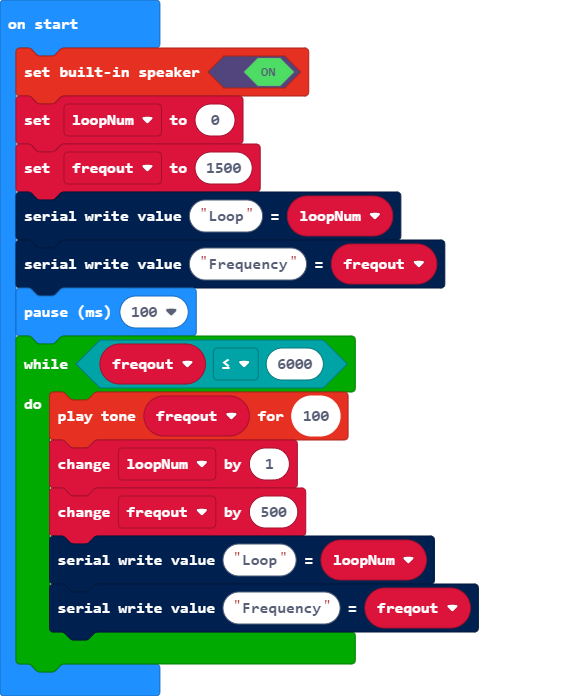 on start
set built-in speaker ON
set loopNum to 0
set freqout to 1500
serial write value "Loop" = loopNum
serial write value "Frequency" = freqout
pause (ms) 100
while freqout ≤ 6000
do
play tone freqout for 100
change loopNum by 1
change freqout by 500
serial write value "Loop" = loopNum
serial write value "Frequency" = freqout